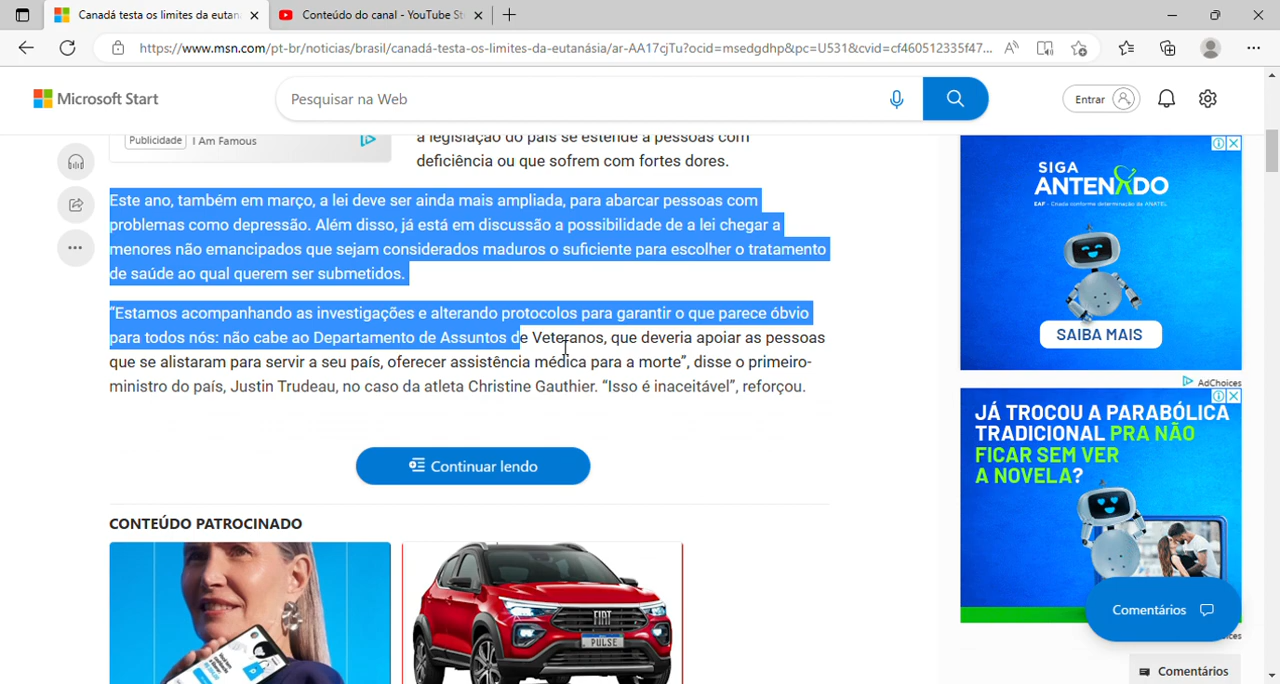 Canadá testa os limites da eutaná
Conteúdo do canal - YouTube St
https://www.msn.com/pt-br/noticias/brasil/canadá-testa-os-limites-da-eutanásia/ar-AA17cjTu?ocid=msedgdhp&pc=U531&cvid=cf460512335f47...
Microsoft Start
Pesquisar na Web
Entrar
Publicidade I Am Famous
a legislação do país se estende a pessoas com
deficiência ou que sofrem com fortes dores.
Este ano, também em março, a lei deve ser ainda mais ampliada, para abarcar pessoas com
problemas como depressão. Além disso, já está em discussão a possibilidade de a lei chegar a
menores não emancipados que sejam considerados maduros o suficiente para escolher o tratamento
de saúde ao qual querem ser submetidos.
“Estamos acompanhando as investigações e alterando protocolos para garantir o que parece óbvio
para todos nós: não cabe ao Departamento de Assuntos de Veteranos, que deveria apoiar as pessoas
que se alistaram para servir a seu país, oferecer assistência médica para a morte”, disse o primeiro-
ministro do país, Justin Trudeau, no caso da atleta Christine Gauthier. “Isso é inaceitável”, reforçou.
Continuar lendo
CONTEÚDO PATROCINADO
FIAT
PULSE
SIGA
ANTENADO
EAF - Criada conforme determinação da ANATEL
SAIBA MAIS
AdChoices
JÁ TROCOU A PARABÓLICA
TRADICIONAL PRA NÃO
FICAR SEM VER
A NOVELA?
Comentários
Comentários